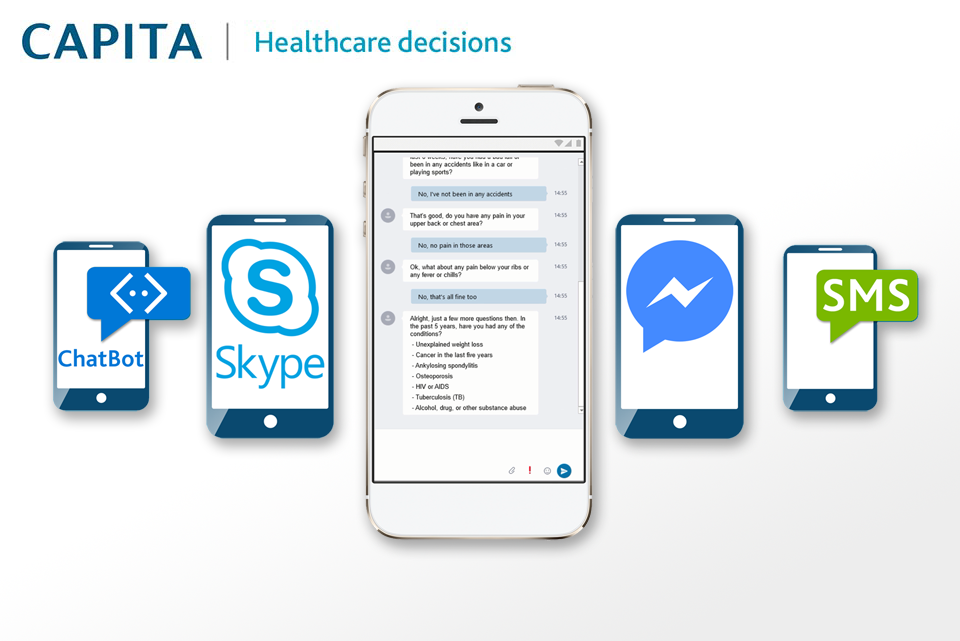 CAPITA | Healthcare decisions
been in any accidents like in a car or
playing sports?
No, I've not been in any accidents
14:55
That's good, do you have any pain in your
upper back or chest area?
14:55
No, no pain in those areas
14:55
Ok, what about any pain below your ribs or
any fever or chills?
14:55
No, that's all fine too
14:55
Alright, just a few more questions then. In
the past 5 years, have you had any of the
conditions?
14:55
- Unexplained weight loss
- Cancer in the last five years
- Ankylosing spondylitis
- Osteoporosis
- HIV or AIDS
- Tuberculosis (TB)
- Alcohol, drug, or other substance abuse
ChatBot
Skype
SMS